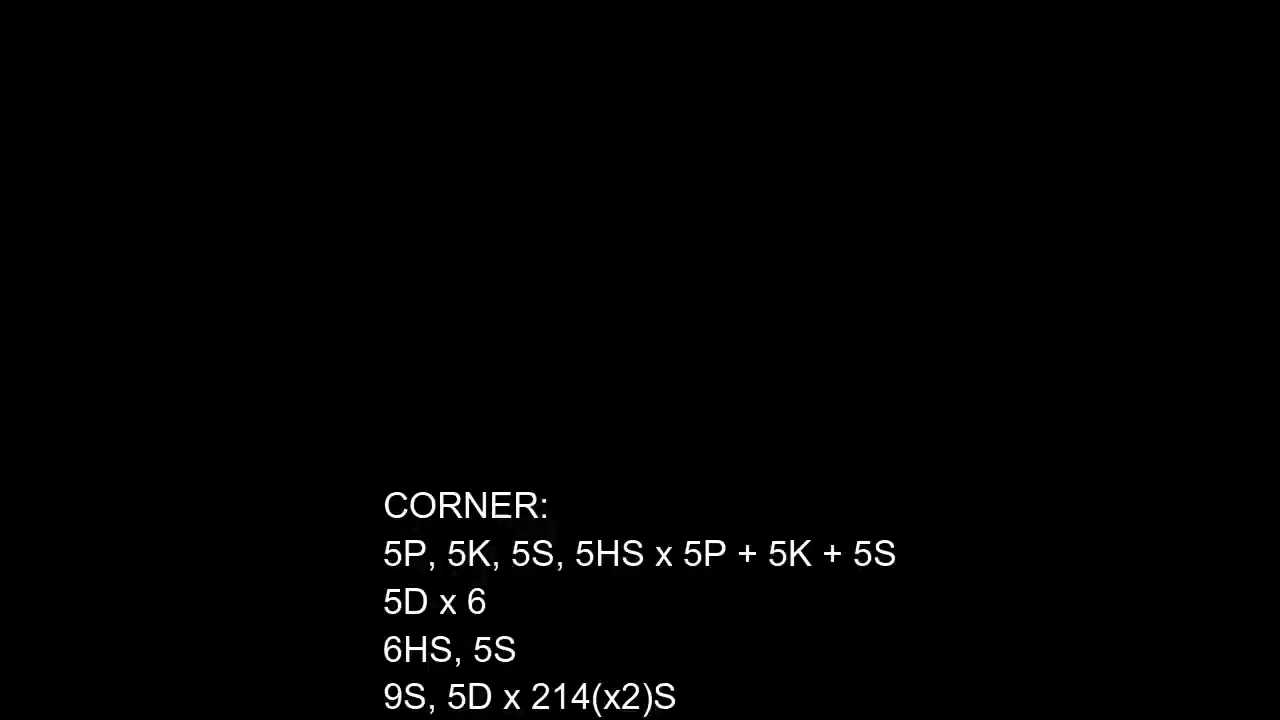 CORNER:
5P, 5K, 5S, 5HS x 5P + 5K + 5S
5D x 6
6HS, 5S
9S, 5D x 214(x2)S